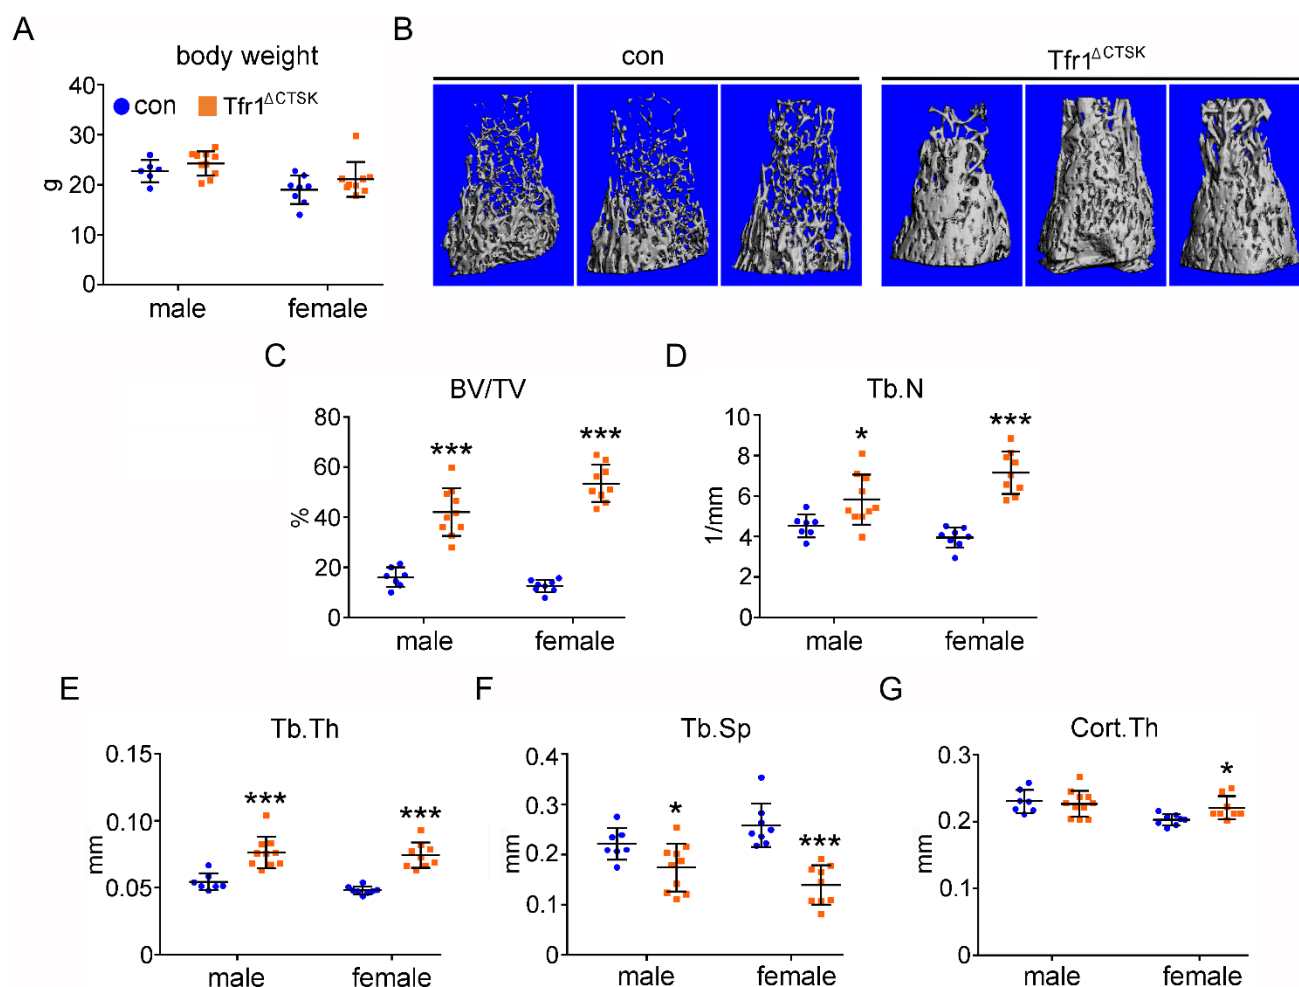 A
body weight
40
con
Tfr1ΔCTSK
30
g
20
10
0
male
female
B
con
Tfr1ΔCTSK
C
BV/TV
80
60
%
40
20
0
***
***
male
female
D
Tb.N
10
8
6
1/mm
4
2
0
*
***
male
female
E
Tb.Th
0.15
0.10
mm
0.05
0
***
***
male
female
F
Tb.Sp
0.4
0.3
mm
0.2
0.1
0
*
***
male
female
G
Cort.Th
0.3
0.2
mm
0.1
0
*
male
female